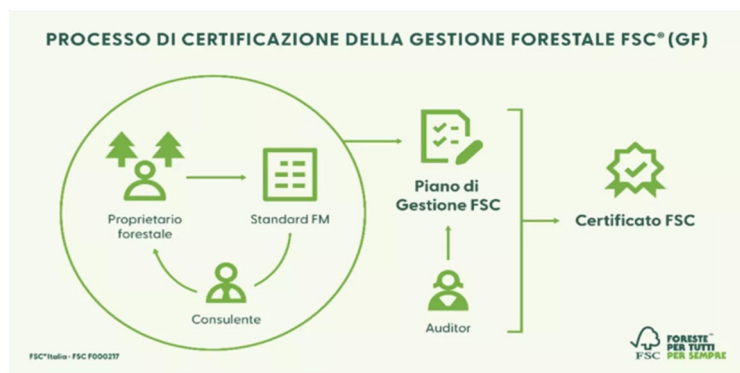 PROCESSO DI CERTIFICAZIONE DELLA GESTIONE FORESTALE FSC® (GF)
Proprietario
forestale
Standard FM
Consulente
Piano di
Gestione FSC
Auditor
Certificato FSC
FSC® Italia - FSC F000217
FSC
FORESTE™
PER TUTTI
PER SEMPRE